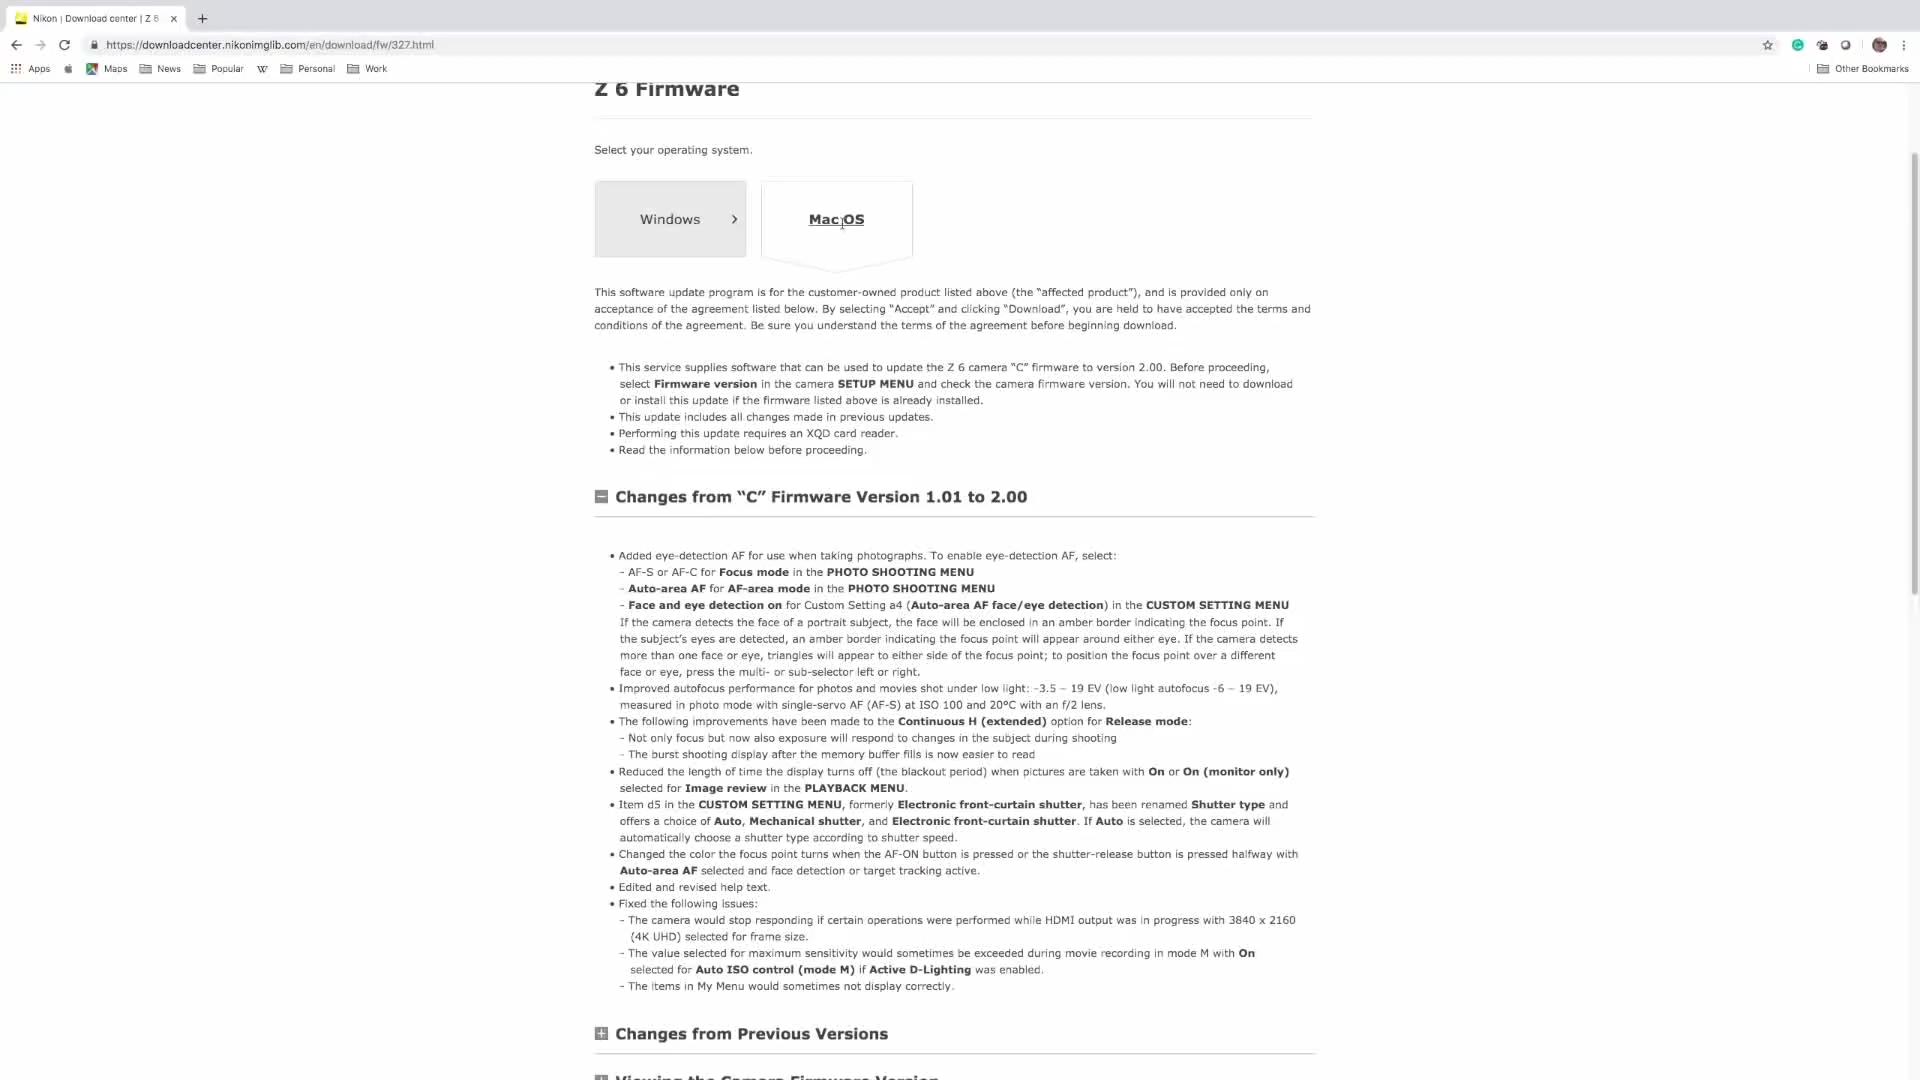 Nikon | Download center | Z 6
https://downloadcenter.nikonimglib.com/en/download/fw/327.html
Apps Maps News Popular W Personal Work Other Bookmarks
Z 6 Firmware
Select your operating system.
Windows
Mac OS
This software update program is for the customer-owned product listed above (the “affected product”), and is provided only on
acceptance of the agreement listed below. By selecting “Accept” and clicking “Download”, you are held to have accepted the terms and
conditions of the agreement. Be sure you understand the terms of the agreement before beginning download.
• This service supplies software that can be used to update the Z 6 camera “C” firmware to version 2.00. Before proceeding,
select Firmware version in the camera SETUP MENU and check the camera firmware version. You will not need to download
or install this update if the firmware listed above is already installed.
• This update includes all changes made in previous updates.
• Performing this update requires an XQD card reader.
• Read the information below before proceeding.
Changes from “C” Firmware Version 1.01 to 2.00
• Added eye-detection AF for use when taking photographs. To enable eye-detection AF, select:
- AF-S or AF-C for Focus mode in the PHOTO SHOOTING MENU
- Auto-area AF for AF-area mode in the PHOTO SHOOTING MENU
- Face and eye detection on for Custom Setting a4 (Auto-area AF face/eye detection) in the CUSTOM SETTING MENU
If the camera detects the face of a portrait subject, the face will be enclosed in an amber border indicating the focus point. If
the subject’s eyes are detected, an amber border indicating the focus point will appear around either eye. If the camera detects
more than one face or eye, triangles will appear to either side of the focus point; to position the focus point over a different
face or eye, press the multi- or sub-selector left or right.
• Improved autofocus performance for photos and movies shot under low light: -3.5 – 19 EV (low light autofocus -6 – 19 EV),
measured in photo mode with single-servo AF (AF-S) at ISO 100 and 20°C with an f/2 lens.
• The following improvements have been made to the Continuous H (extended) option for Release mode:
- Not only focus but now also exposure will respond to changes in the subject during shooting
- The burst shooting display after the memory buffer fills is now easier to read
• Reduced the length of time the display turns off (the blackout period) when pictures are taken with On or On (monitor only)
selected for Image review in the PLAYBACK MENU.
• Item d5 in the CUSTOM SETTING MENU, formerly Electronic front-curtain shutter, has been renamed Shutter type and
offers a choice of Auto, Mechanical shutter, and Electronic front-curtain shutter. If Auto is selected, the camera will
automatically choose a shutter type according to shutter speed.
• Changed the color the focus point turns when the AF-ON button is pressed or the shutter-release button is pressed halfway with
Auto-area AF selected and face detection or target tracking active.
• Edited and revised help text.
• Fixed the following issues:
- The camera would stop responding if certain operations were performed while HDMI output was in progress with 3840 x 2160
(4K UHD) selected for frame size.
- The value selected for maximum sensitivity would sometimes be exceeded during movie recording in mode M with On
selected for Auto ISO control (mode M) if Active D-Lighting was enabled.
- The items in My Menu would sometimes not display correctly.
Changes from Previous Versions
Viewing the Camera Firmware Version